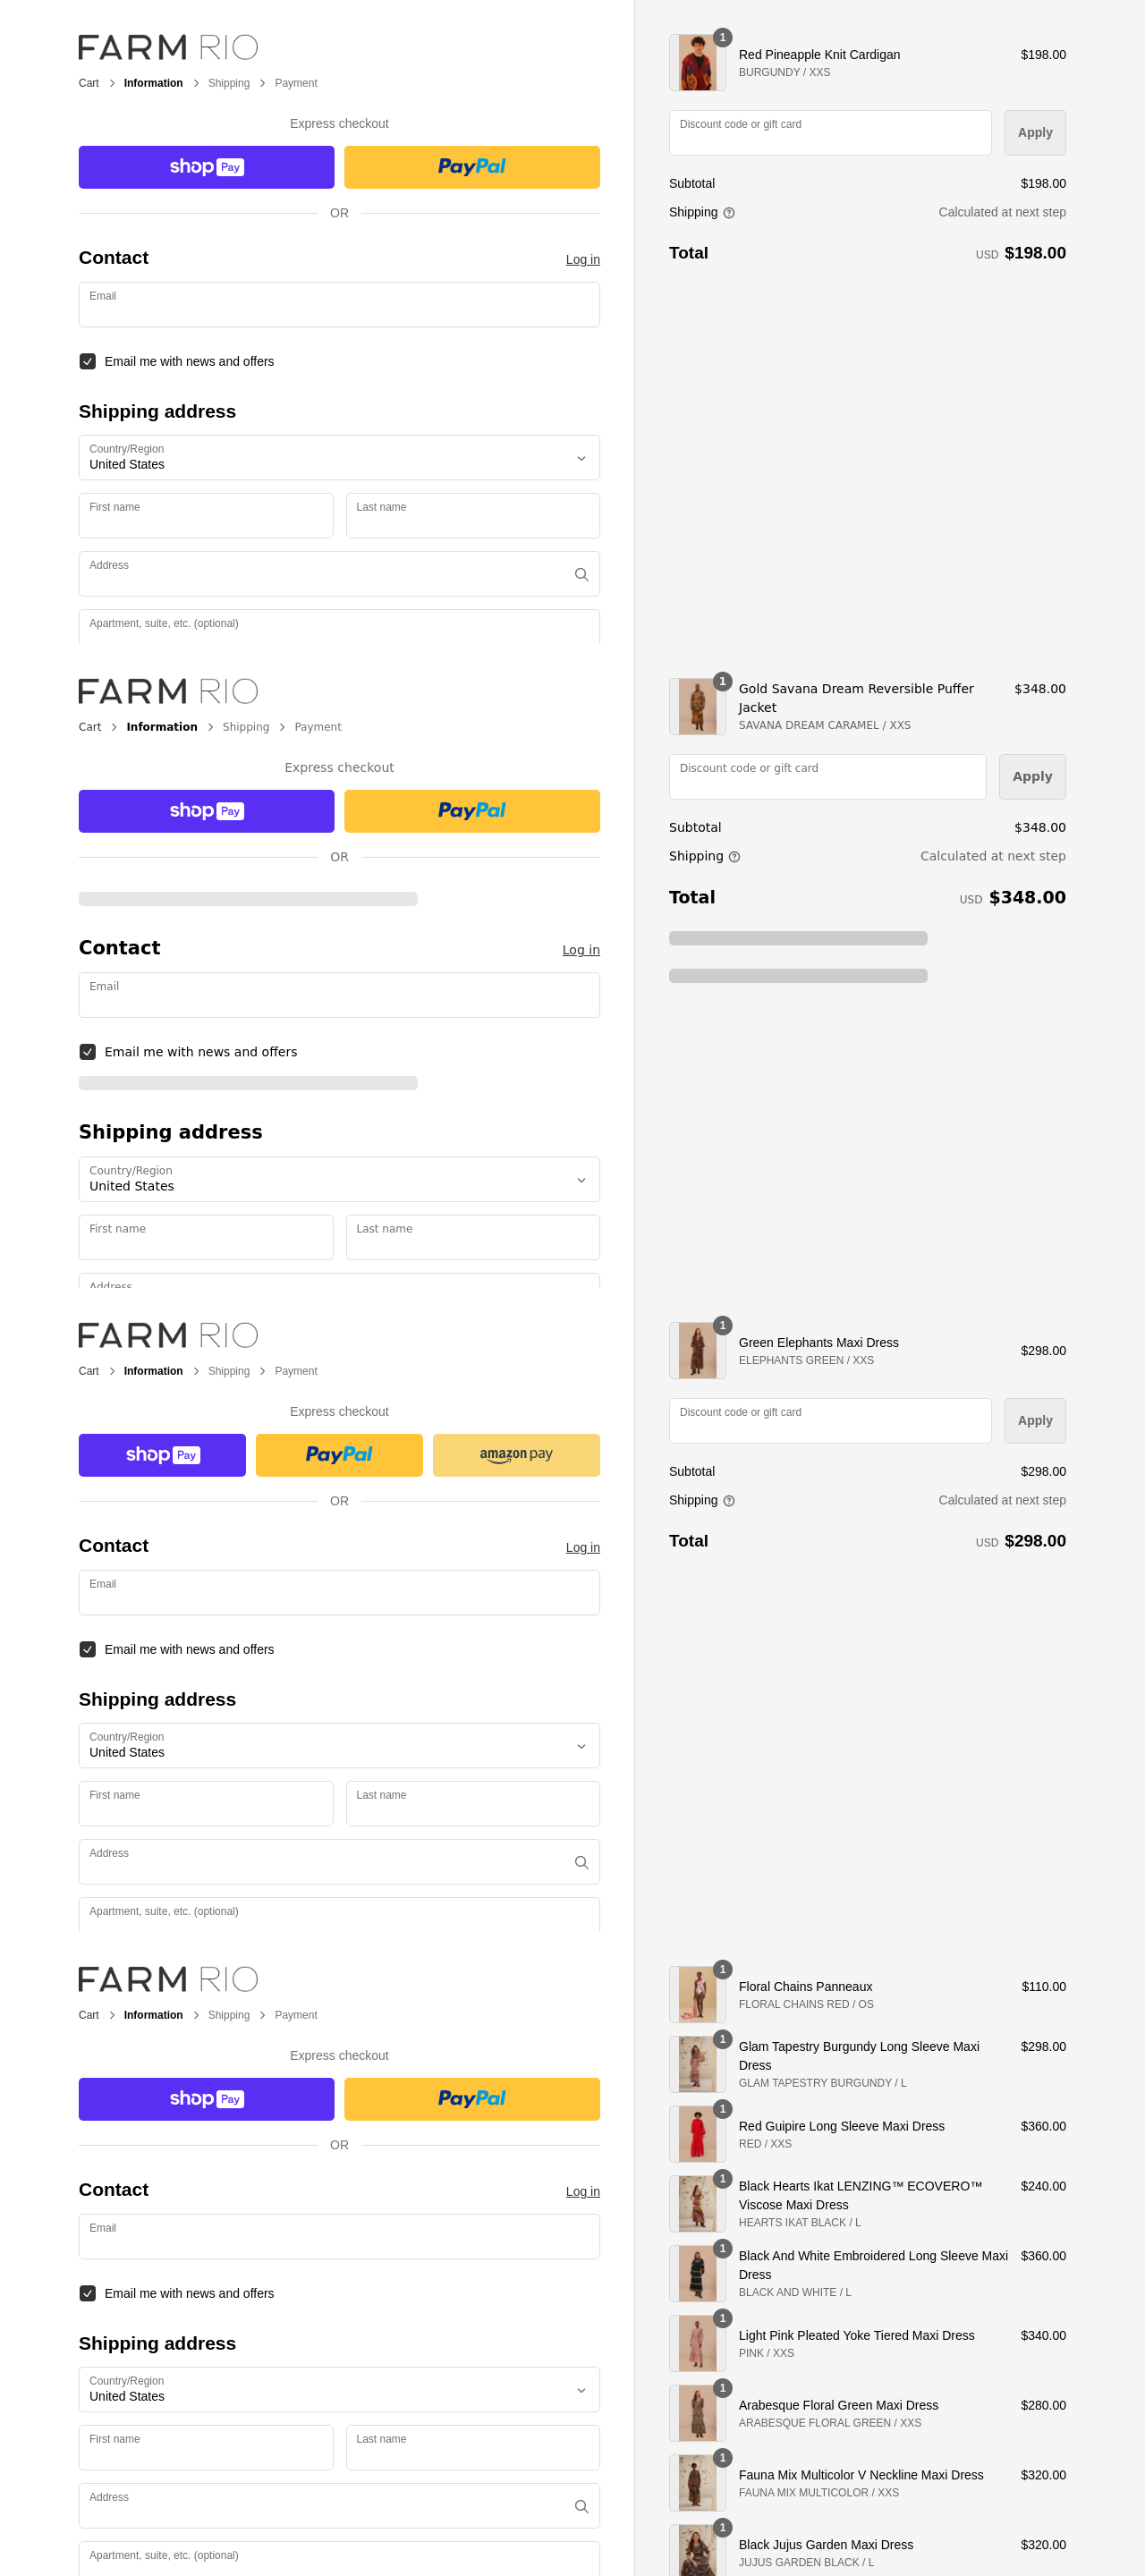 FARM RIO
Cart > Information > Shipping > Payment
Express checkout
shop Pay
PayPal
OR
Contact
Log in
Email
Email me with news and offers
Shipping address
Country/Region
United States
First name
Last name
Address
Apartment, suite, etc. (optional)
1
Red Pineapple Knit Cardigan
$198.00
BURGUNDY / XXS
Discount code or gift card
Apply
Subtotal
$198.00
Shipping
Calculated at next step
Total
USD $198.00
FARM RIO
Cart > Information > Shipping > Payment
Express checkout
shop Pay
PayPal
OR
Contact
Log in
Email
Email me with news and offers
Shipping address
Country/Region
United States
First name
Last name
Address
1
Gold Savana Dream Reversible Puffer
Jacket
$348.00
SAVANA DREAM CARAMEL / XXS
Discount code or gift card
Apply
Subtotal
$348.00
Shipping
Calculated at next step
Total
USD $348.00
FARM RIO
Cart > Information > Shipping > Payment
Express checkout
shop Pay
PayPal
amazon pay
OR
Contact
Log in
Email
Email me with news and offers
Shipping address
Country/Region
United States
First name
Last name
Address
Apartment, suite, etc. (optional)
1
Green Elephants Maxi Dress
ELEPHANTS GREEN / XXS
$298.00
Discount code or gift card
Apply
Subtotal
$298.00
Shipping
Calculated at next step
Total
USD $298.00
FARM RIO
Cart > Information > Shipping > Payment
Express checkout
shop Pay
PayPal
OR
Contact
Log in
Email
Email me with news and offers
Shipping address
Country/Region
United States
First name
Last name
Address
Apartment, suite, etc. (optional)
1
Floral Chains Panneaux
$110.00
FLORAL CHAINS RED / OS
1
Glam Tapestry Burgundy Long Sleeve Maxi
Dress
$298.00
GLAM TAPESTRY BURGUNDY / L
1
Red Guipire Long Sleeve Maxi Dress
$360.00
RED / XXS
1
Black Hearts Ikat LENZING™ ECOVERO™
Viscose Maxi Dress
$240.00
HEARTS IKAT BLACK / L
1
Black And White Embroidered Long Sleeve Maxi
Dress
$360.00
BLACK AND WHITE / L
1
Light Pink Pleated Yoke Tiered Maxi Dress
$340.00
PINK / XXS
1
Arabesque Floral Green Maxi Dress
$280.00
ARABESQUE FLORAL GREEN / XXS
1
Fauna Mix Multicolor V Neckline Maxi Dress
$320.00
FAUNA MIX MULTICOLOR / XXS
1
Black Jujus Garden Maxi Dress
$320.00
JUJUS GARDEN BLACK / L